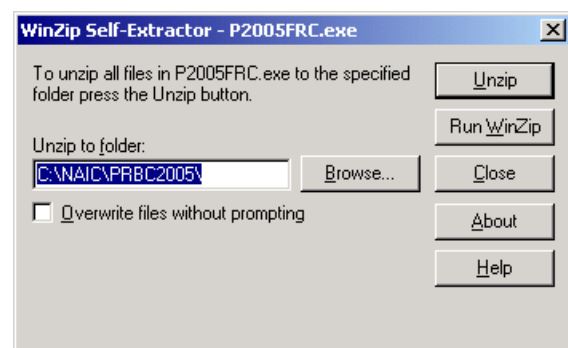 WinZip Self-Extractor - P2005FRC.exe
To unzip all files in P2005FRC.exe to the specified
folder press the Unzip button.
Unzip to folder:
C:\NAIC\PRBC2005\
Browse...
Overwrite files without prompting
Unzip
Run WinZip
Close
About
Help